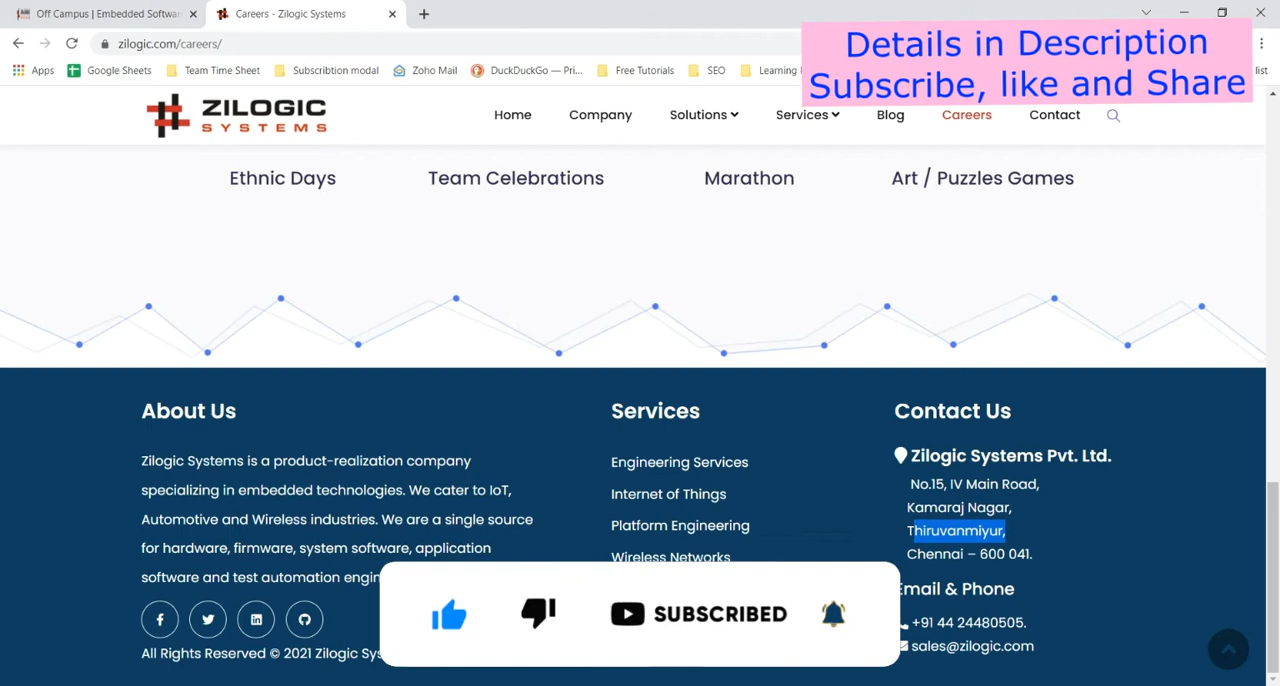 Off Campus | Embedded Softwa
Careers - Zilogic Systems
zilogic.com/careers/
Details in Description
Subscribe, like and Share
Apps
Google Sheets
Team Time Sheet
Subscribtion modal
Zoho Mail
DuckDuckGo — Pri...
Free Tutorials
SEO
Learning
list
ZILOGIC
SYSTEMS
Home
Company
Solutions
Services
Blog
Careers
Contact
Ethnic Days
Team Celebrations
Marathon
Art / Puzzles Games
About Us
Zilogic Systems is a product-realization company
specializing in embedded technologies. We cater to IoT,
Automotive and Wireless industries. We are a single source
for hardware, firmware, system software, application
software and test automation engin
All Rights Reserved © 2021 Zilogic Sys
Services
Engineering Services
Internet of Things
Platform Engineering
Wireless Networks
Contact Us
Zilogic Systems Pvt. Ltd.
No.15, IV Main Road,
Kamaraj Nagar,
Thiruvanmiyur,
Chennai – 600 041.
Email & Phone
+91 44 24480505.
sales@zilogic.com
SUBSCRIBED